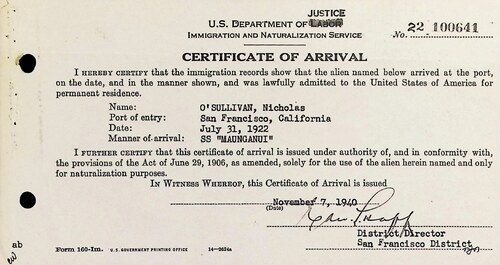 JUSTICE
U.S. DEPARTMENT OF LABOR
IMMIGRATION AND NATURALIZATION SERVICE
No. 22 100641
CERTIFICATE OF ARRIVAL
I HEREBY CERTIFY that the immigration records show that the alien named below arrived at the port,
on the date, and in the manner shown, and was lawfully admitted to the United States of America for
permanent residence.
Name: O'SULLIVAN, Nicholas
Port of entry: San Francisco, California
Date: July 31, 1922
Manner of arrival: SS "MAUNGANUI"
I FURTHER CERTIFY that this certificate of arrival is issued under authority of, and in conformity with,
the provisions of the Act of June 29, 1906, as amended, solely for the use of the alien herein named and only
for naturalization purposes.
IN WITNESS WHEREOF, this Certificate of Arrival is issued
November 7, 1940
(Date)
District/Director
San Francisco District
ab
Form 160-Im. U. S. GOVERNMENT PRINTING OFFICE 14—2634a